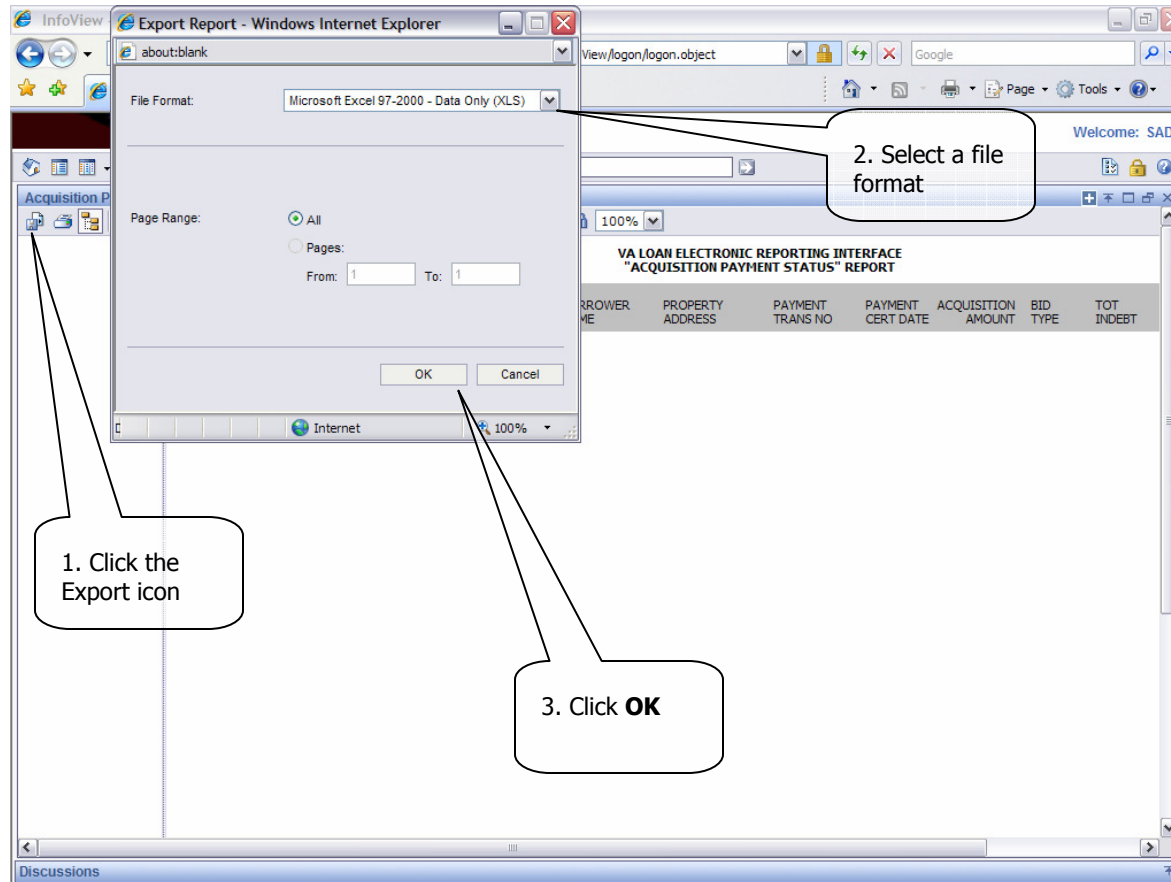 InfoView
Export Report - Windows Internet Explorer
about:blank
View/logon/logon.object
Google
Page
Tools
File Format:
Microsoft Excel 97-2000 - Data Only (XLS)
2. Select a file
format
Welcome: SAD
Acquisition P
Page Range:
All
Pages:
From: 1 To: 1
100%
VA LOAN ELECTRONIC REPORTING INTERFACE
"ACQUISITION PAYMENT STATUS" REPORT
RROWER PROPERTY PAYMENT PAYMENT ACQUISITION BID TOT
ME ADDRESS TRANS NO CERT DATE AMOUNT TYPE INDEBT
OK Cancel
Internet
100%
1. Click the
Export icon
3. Click OK
Discussions